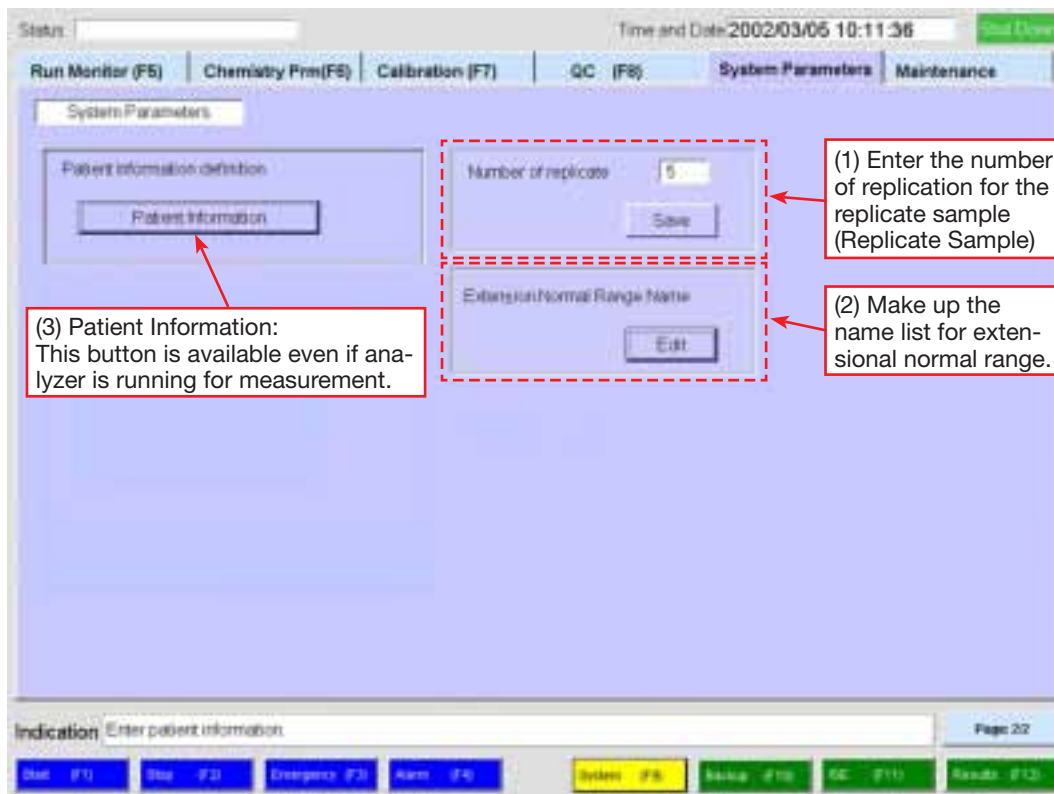 Status
Time and Date 2002/03/05 10:11:36
Shut Down
Run Monitor (F5)
Chemistry Prm(F6)
Calibration (F7)
QC (F8)
System Parameters
Maintenance
System Parameters
Patient information definition
Patient Information
Number of replicate 5
Save
(1) Enter the number
of replication for the
replicate sample
(Replicate Sample)
Extension Normal Range Name
Edit
(2) Make up the
name list for exten-
sional normal range.
(3) Patient Information:
This button is available even if ana-
lyzer is running for measurement.
Indication Enter patient information.
Page 2/2
Start (F1)
Stop (F2)
Emergency (F3)
Alarm (F4)
System (F9)
Backup (F10)
ISE (F11)
Results (F12)